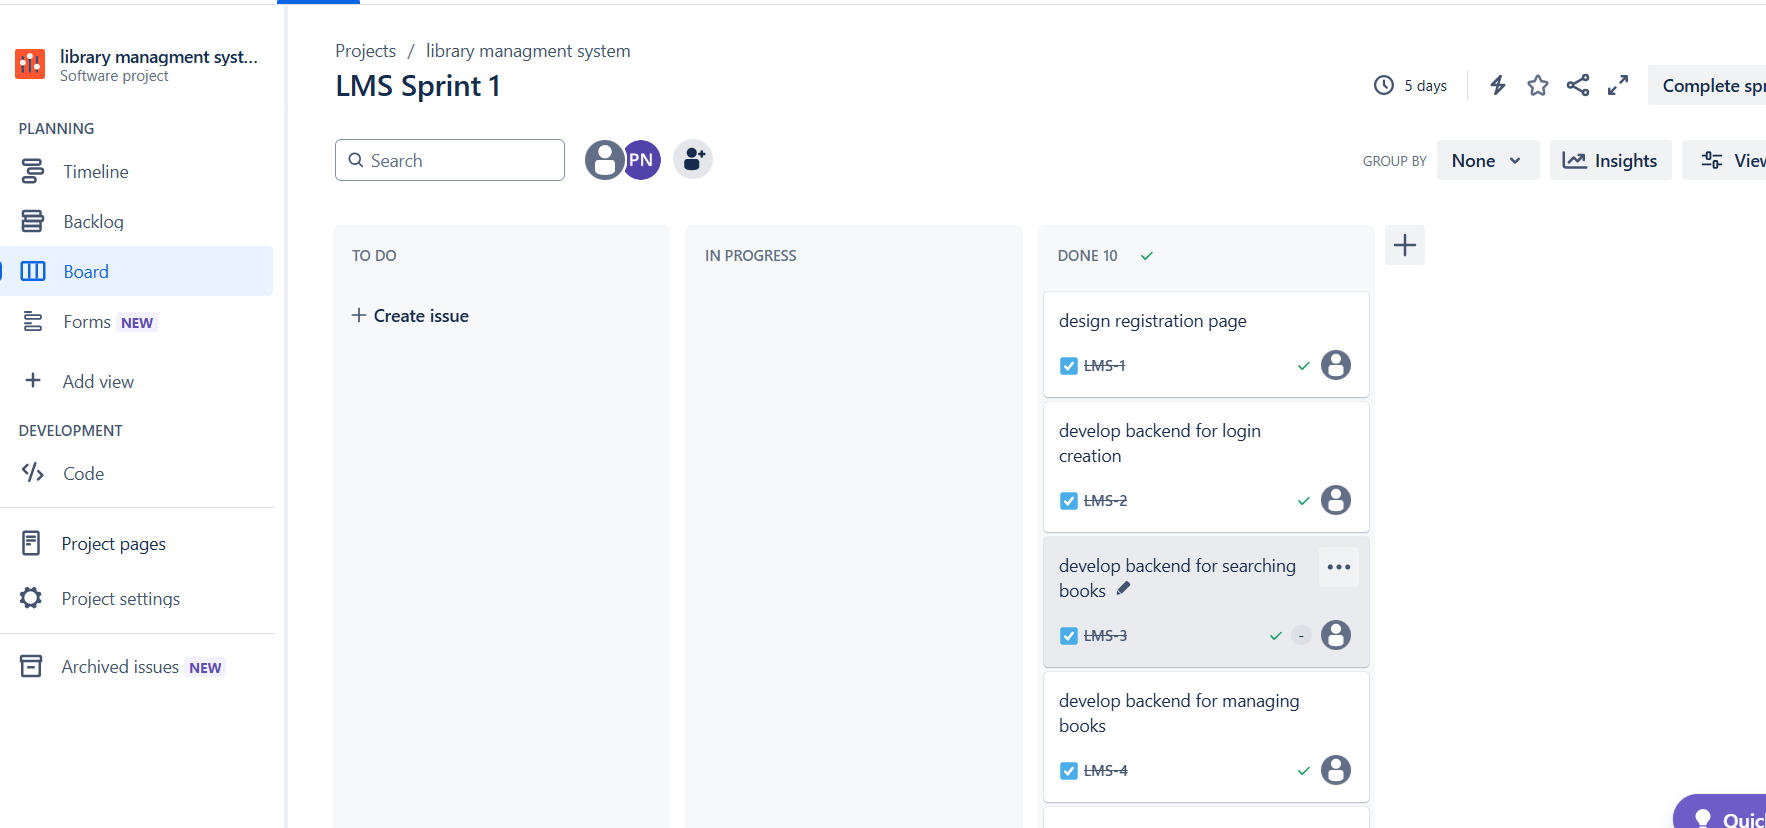 library managment syst...
Software project
PLANNING
Timeline
Backlog
Board
Forms NEW
Add view
DEVELOPMENT
Code
Project pages
Project settings
Archived issues NEW
Projects / library managment system
LMS Sprint 1
5 days
Complete spr
Search
PN
GROUP BY
None
Insights
View
TO DO
+ Create issue
IN PROGRESS
DONE 10
design registration page
LMS-1
develop backend for login
creation
LMS-2
develop backend for searching
books
LMS-3
-
develop backend for managing
books
LMS-4
Quic